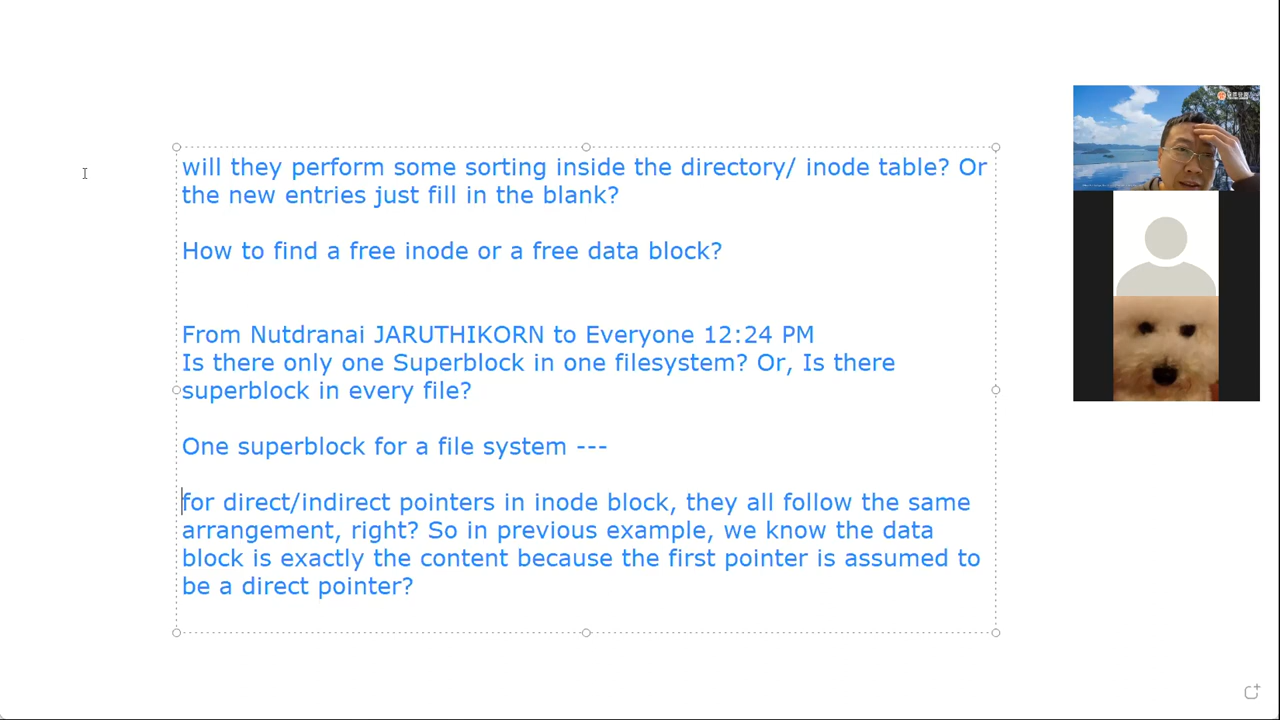 will they perform some sorting inside the directory/ inode table? Or
the new entries just fill in the blank?
How to find a free inode or a free data block?
From Nutdranai JARUTHIKORN to Everyone 12:24 PM
Is there only one Superblock in one filesystem? Or, Is there
superblock in every file?
One superblock for a file system ---
for direct/indirect pointers in inode block, they all follow the same
arrangement, right? So in previous example, we know the data
block is exactly the content because the first pointer is assumed to
be a direct pointer?